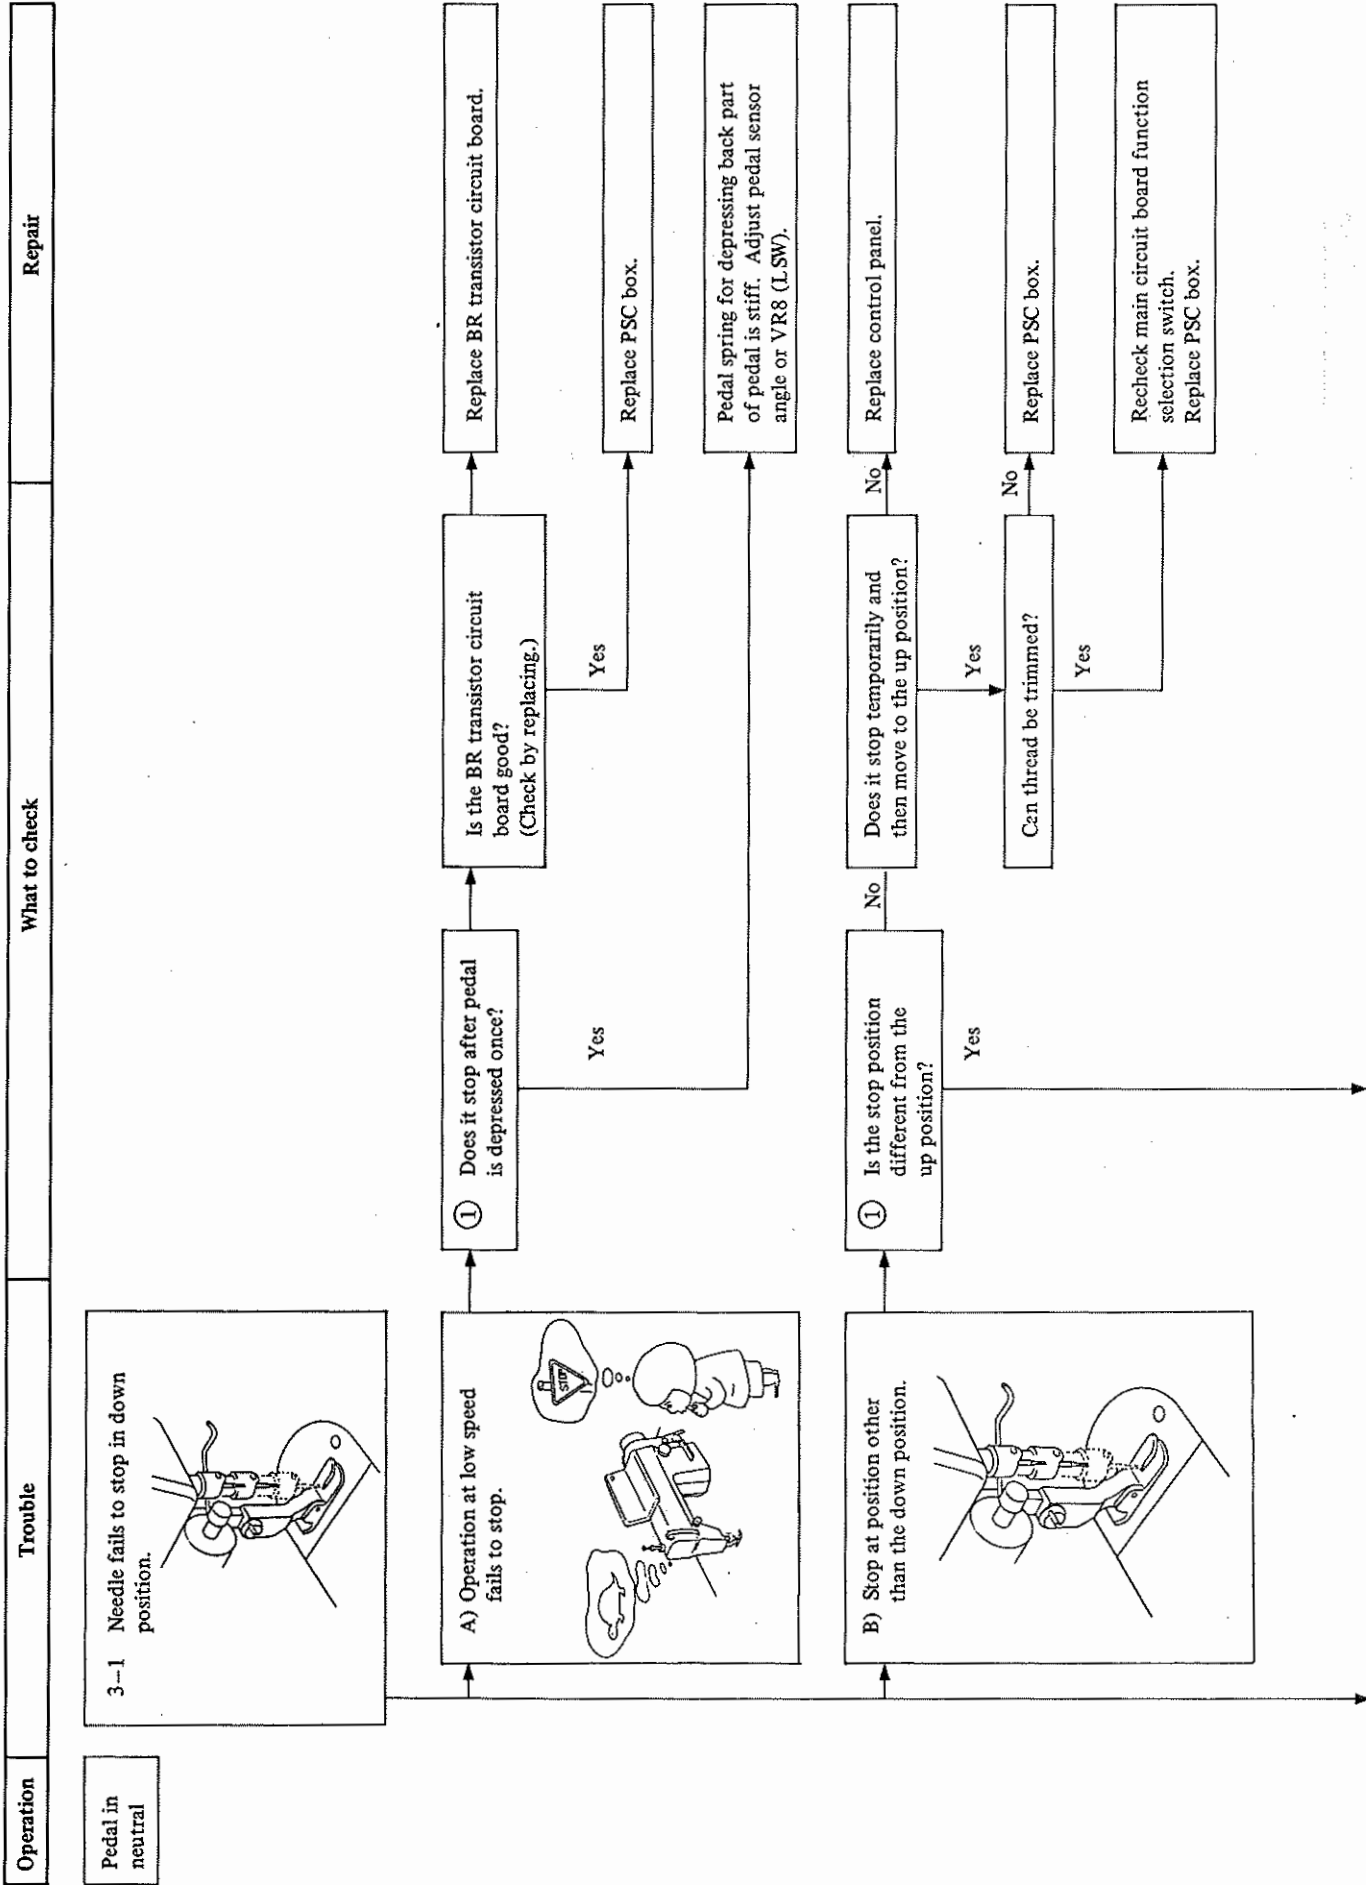 Operation
Trouble
What to check
Repair
Pedal in
neutral
3–1 Needle fails to stop in down
position.
A) Operation at low speed
fails to stop.
STOP
① Does it stop after pedal
is depressed once?
Yes
Is the BR transistor circuit
board good?
(Check by replacing.)
Yes
Replace BR transistor circuit board.
Replace PSC box.
Pedal spring for depressing back part
of pedal is stiff. Adjust pedal sensor
angle or VR8 (LSW).
B) Stop at position other
than the down position.
① Is the stop position
different from the
up position?
No
Yes
Does it stop temporarily and
then move to the up position?
No
Yes
Replace control panel.
Can thread be trimmed?
No
Yes
Replace PSC box.
Recheck main circuit board function
selection switch.
Replace PSC box.